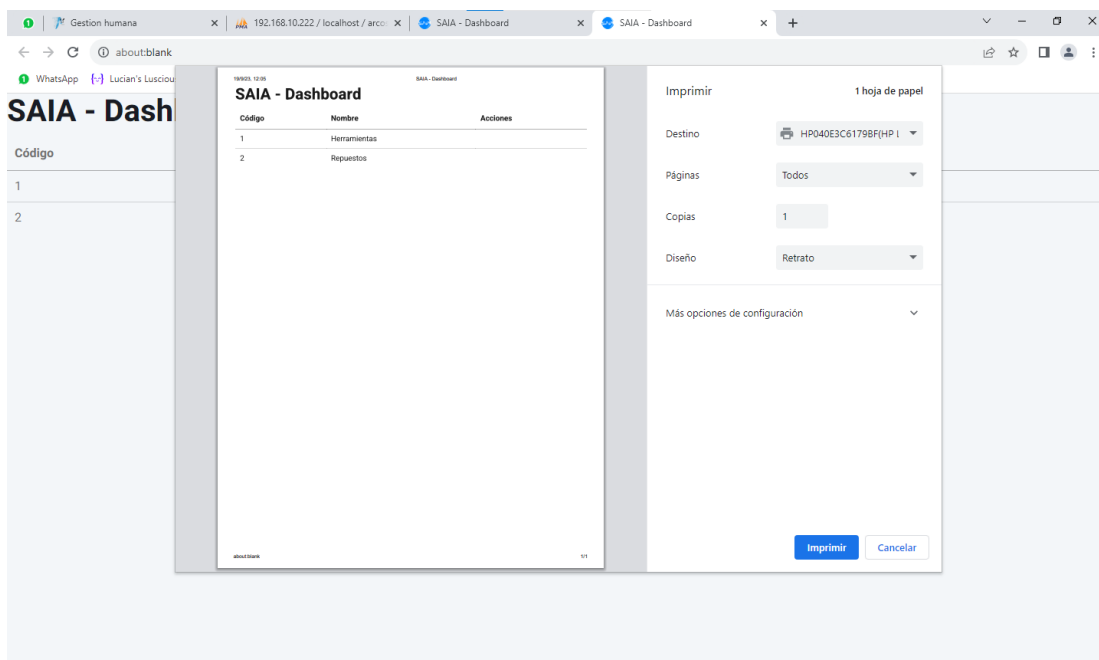 1 Gestion humana
192.168.10.222 / localhost / arco
SAIA - Dashboard
SAIA - Dashboard
about:blank
1 WhatsApp
{·.·} Lucian's Lusciou
SAIA - Dash
Código
1
2
19/9/23, 12:05
SAIA - Dashboard
SAIA - Dashboard
Código Nombre Acciones
1 Herramientas
2 Repuestos
about:blank
1/1
Imprimir
1 hoja de papel
Destino
HP040E3C6179BF(HP L
Páginas
Todos
Copias
1
Diseño
Retrato
Más opciones de configuración
Imprimir
Cancelar